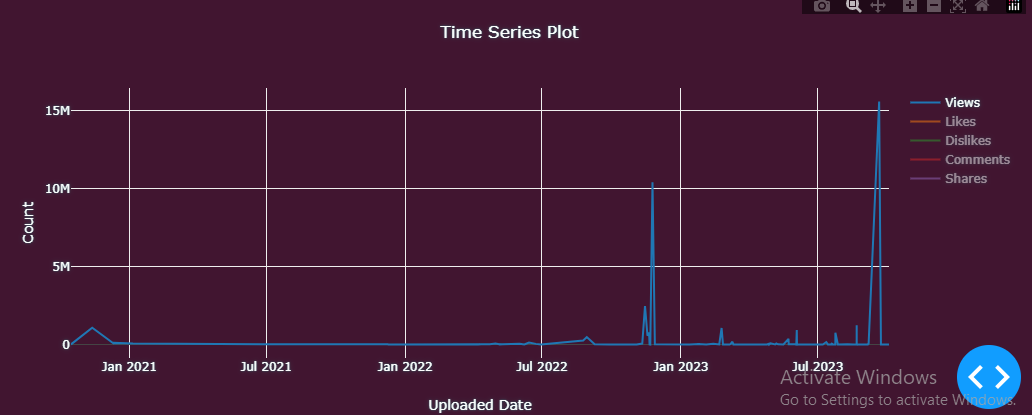 Time Series Plot
15M
10M
5M
0
Count
Jan 2021
Jul 2021
Jan 2022
Jul 2022
Jan 2023
Jul 2023
Uploaded Date
Views
Likes
Dislikes
Comments
Shares
Activate Windows
Go to Settings to activate Windows.